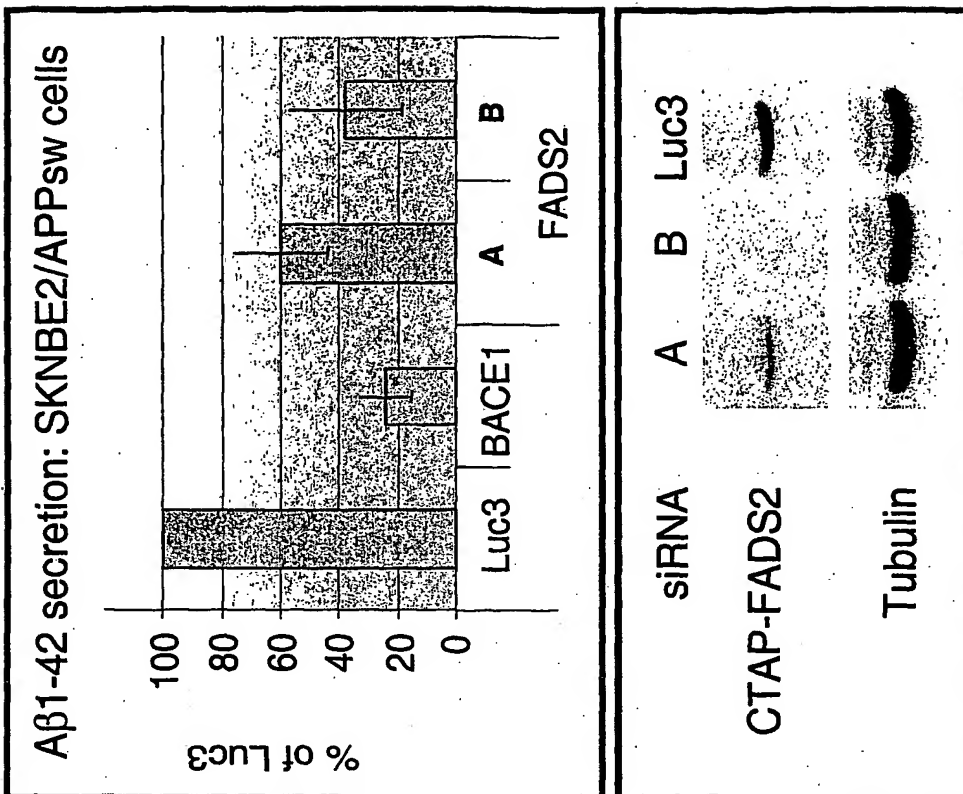 Aβ1-42 secretion: SKNBE2/APPsw cells
% of Luc3
100
80
60
40
20
0
Luc3 BACE1 A B
FADS2
siRNA A B Luc3
CTAP-FADS2
Tubulin